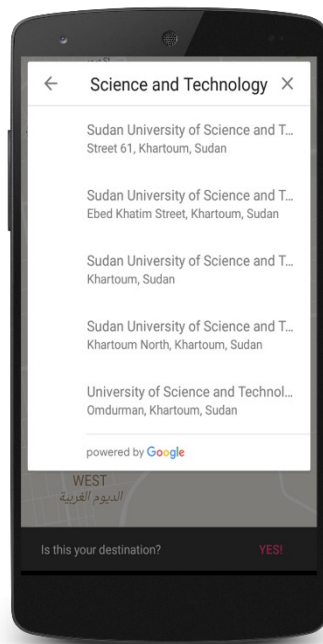 Science and Technology
Sudan University of Science and T...
Street 61, Khartoum, Sudan
Sudan University of Science and T...
Ebed Khatim Street, Khartoum, Sudan
Sudan University of Science and T...
Khartoum, Sudan
Sudan University of Science and T...
Khartoum North, Khartoum, Sudan
University of Science and Technol...
Omdurman, Khartoum, Sudan
powered by Google
WEST
الديوم الغربية
Is this your destination? YES!